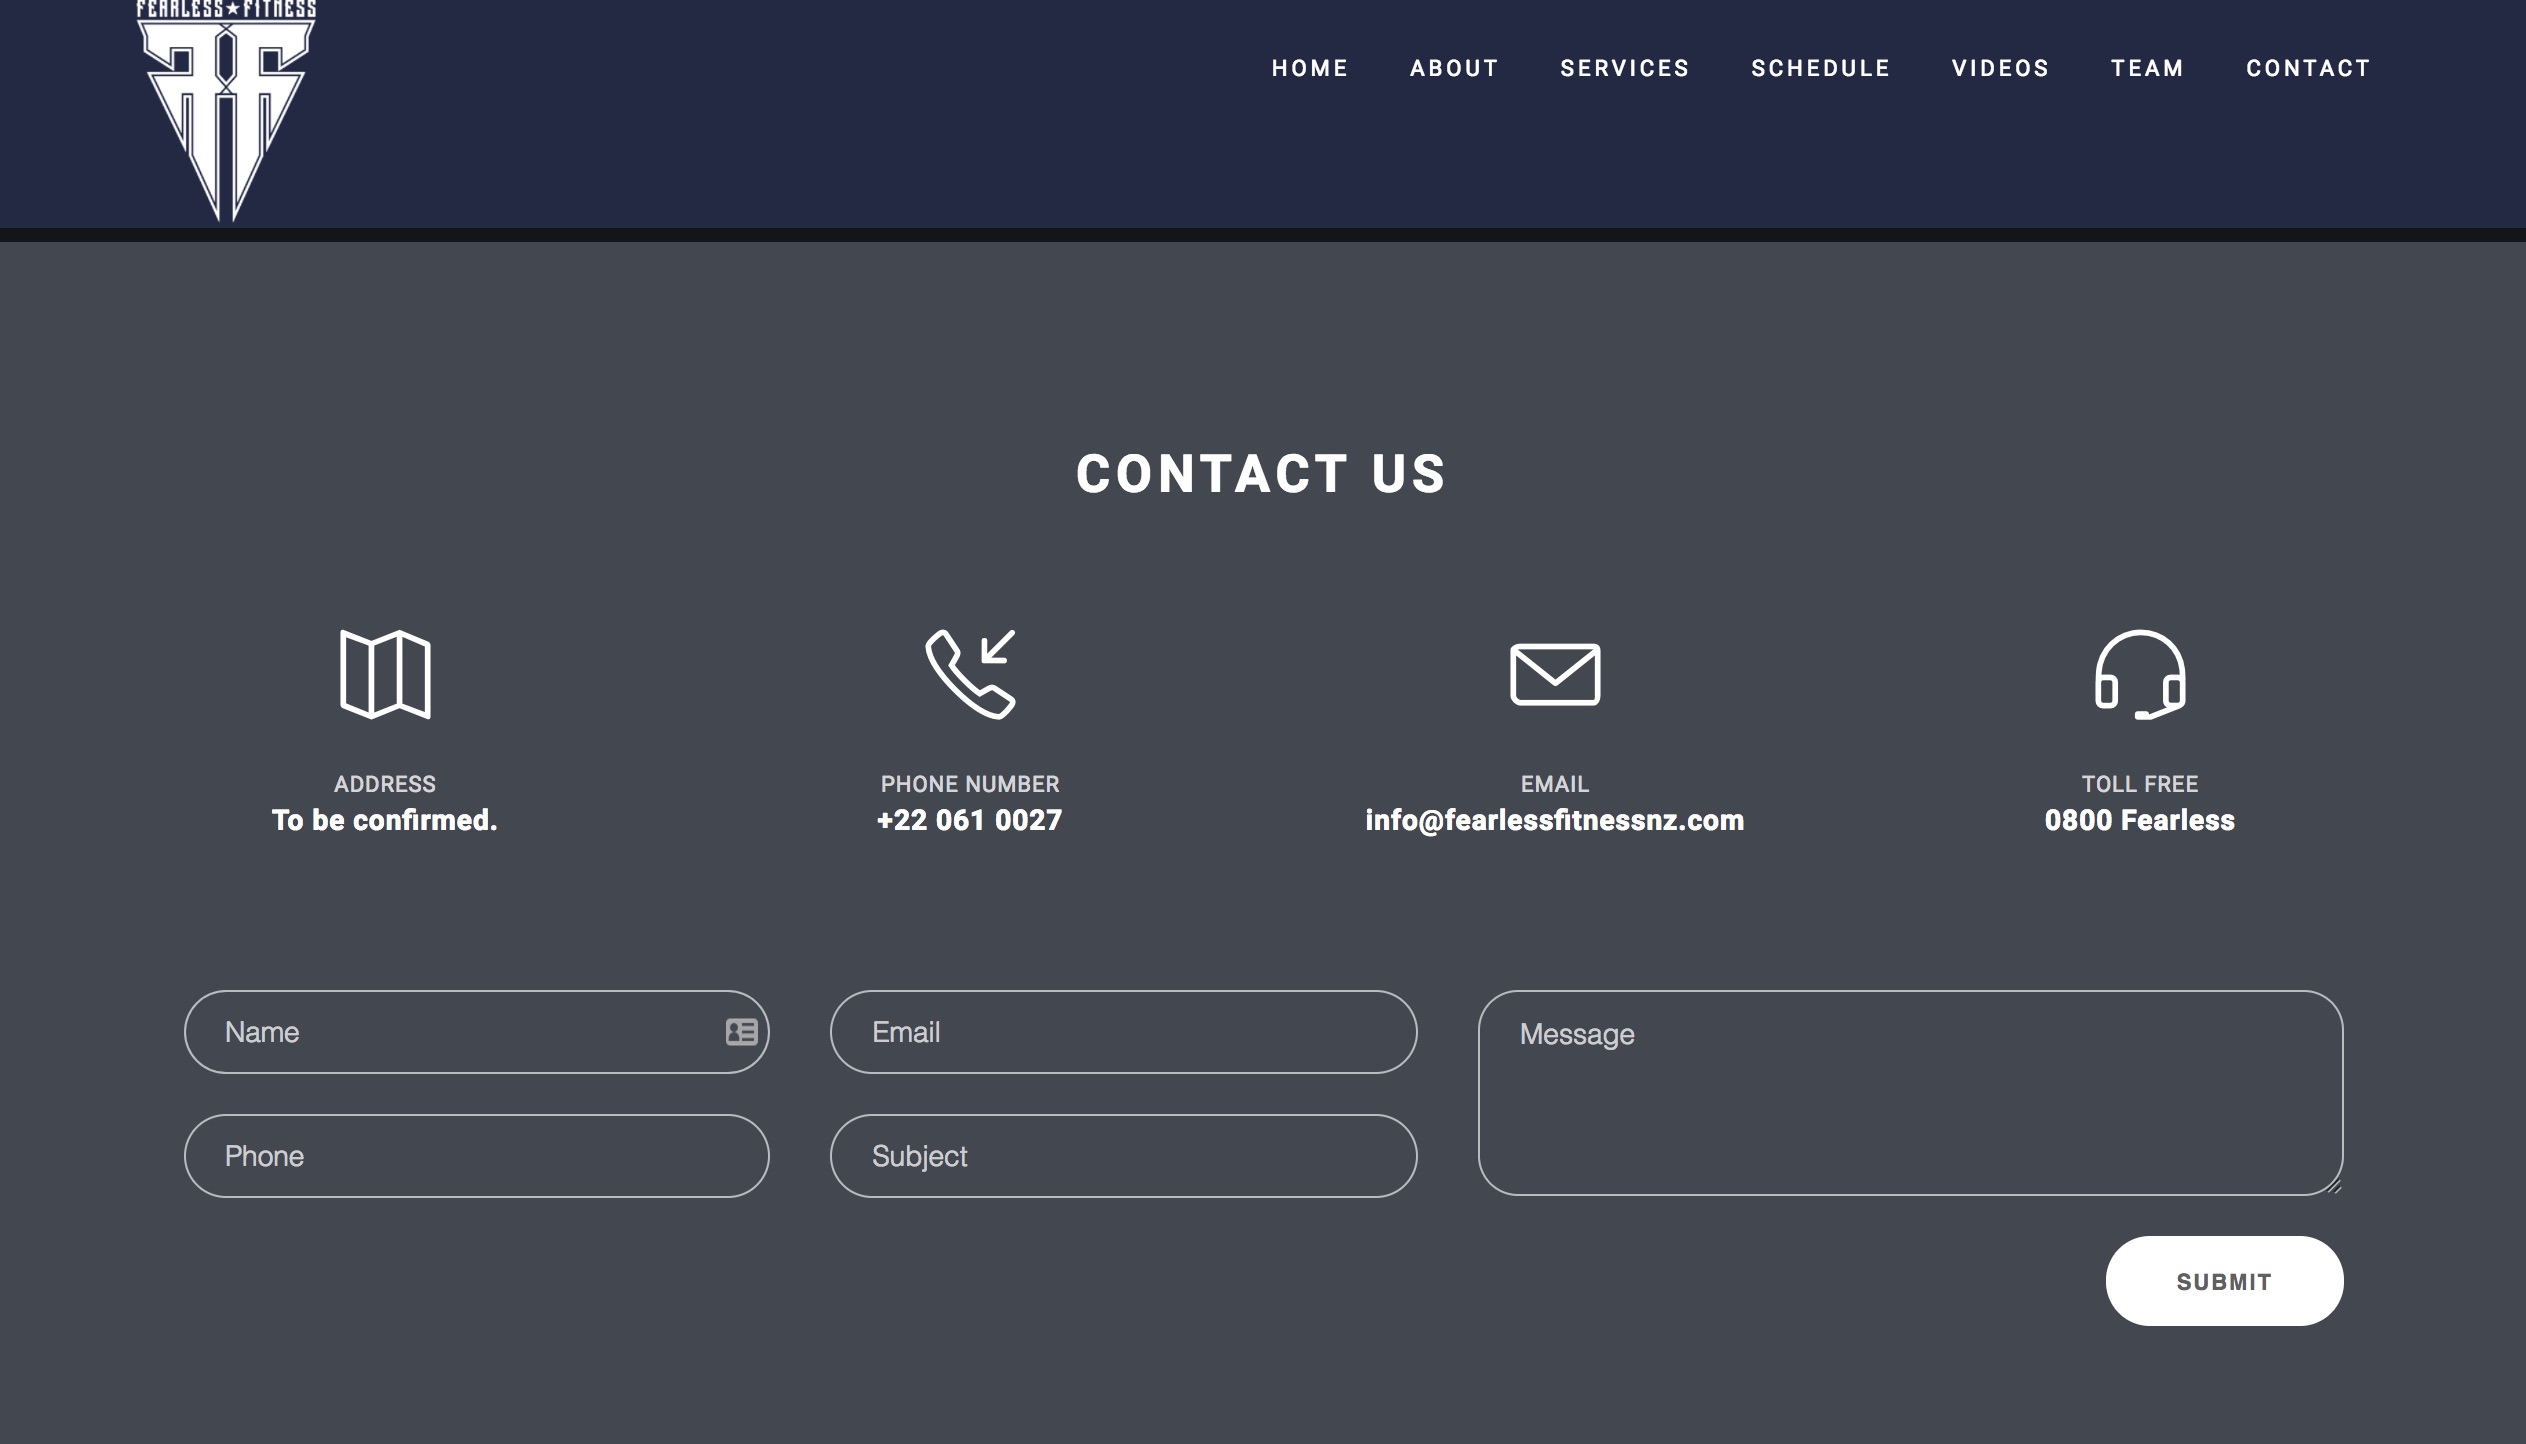 FEARLESS★FITNESS
HOME ABOUT SERVICES SCHEDULE VIDEOS TEAM CONTACT
CONTACT US
ADDRESS
To be confirmed.
PHONE NUMBER
+22 061 0027
EMAIL
info@fearlessfitnessnz.com
TOLL FREE
0800 Fearless
Name
Email
Message
Phone
Subject
SUBMIT